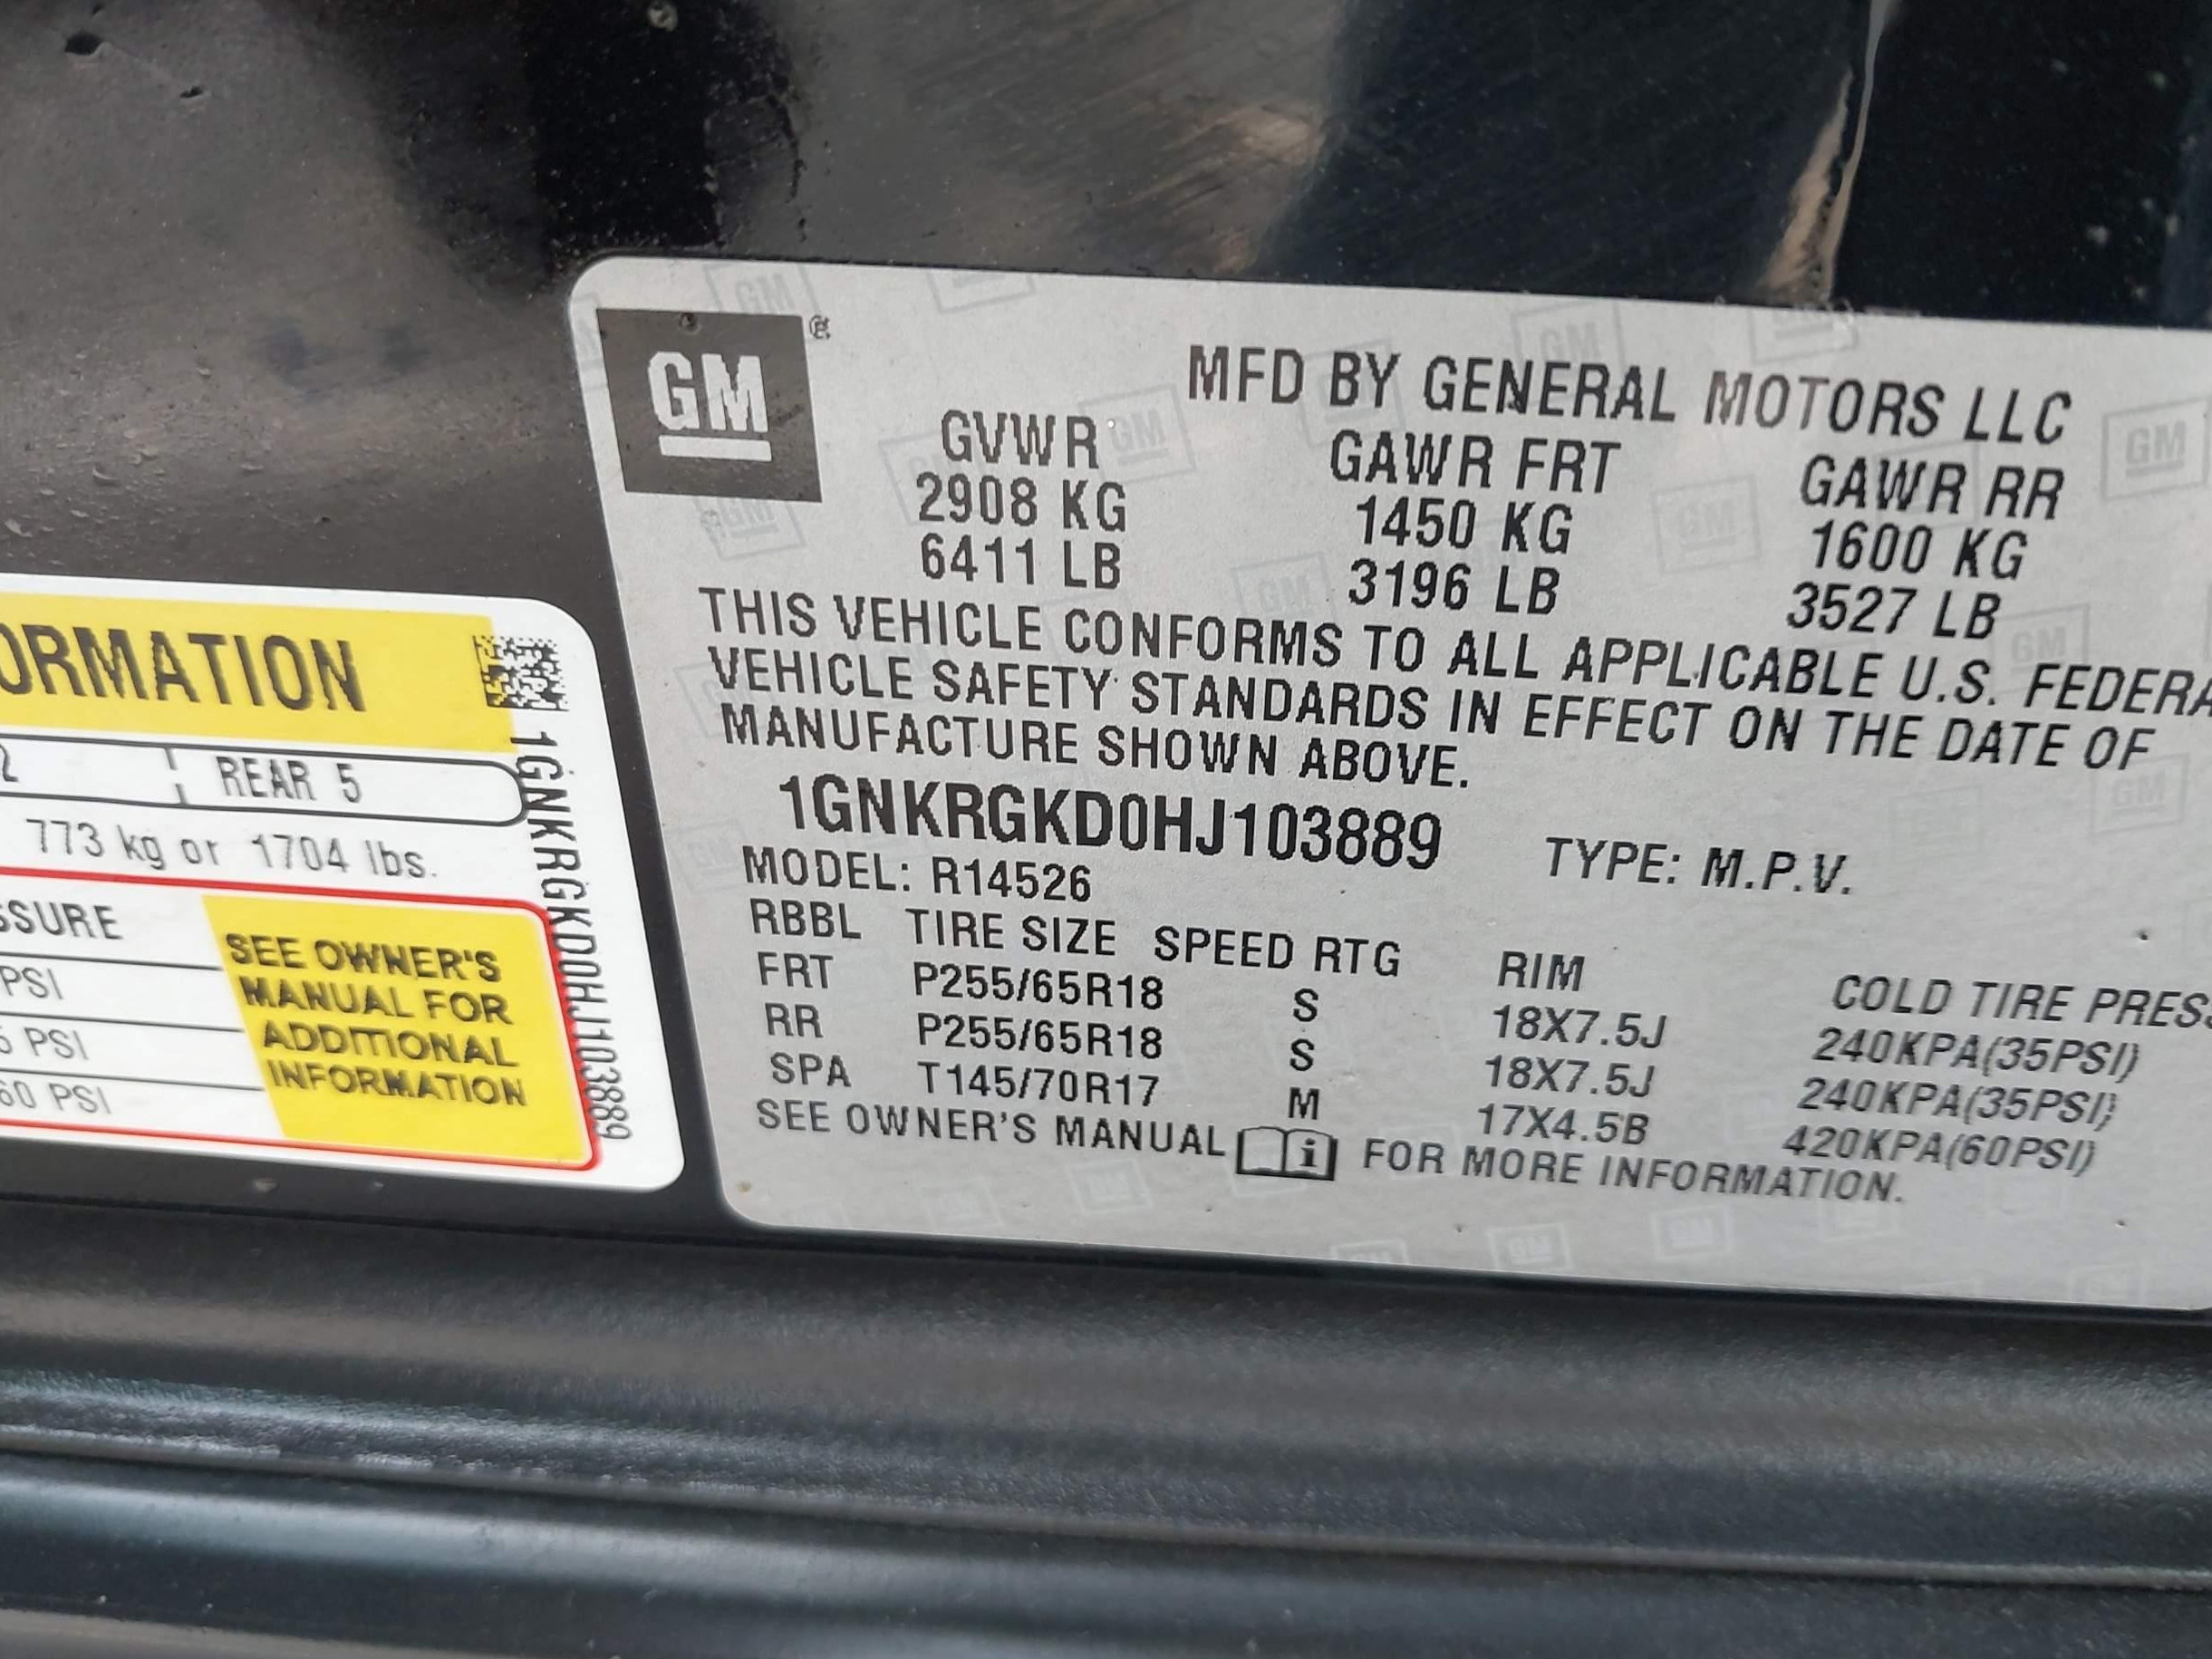 GM
MFD BY GENERAL MOTORS LLC
GVWR GAWR FRT GAWR RR
2908 KG 1450 KG 1600 KG
6411 LB 3196 LB 3527 LB
THIS VEHICLE CONFORMS TO ALL APPLICABLE U.S. FEDERA
VEHICLE SAFETY STANDARDS IN EFFECT ON THE DATE OF
MANUFACTURE SHOWN ABOVE.
1GNKRGKD0HJ103889 TYPE: M.P.V.
MODEL: R14526
RBBL TIRE SIZE SPEED RTG RIM COLD TIRE PRESS
FRT P255/65R18 S 18X7.5J 240KPA(35PSI)
RR P255/65R18 S 18X7.5J 240KPA(35PSI)
SPA T145/70R17 M 17X4.5B 420KPA(60PSI)
SEE OWNER'S MANUAL i FOR MORE INFORMATION.
ORMATION
2 REAR 5
773 kg or 1704 lbs.
SSURE
PSI
5 PSI
60 PSI
SEE OWNER'S
MANUAL FOR
ADDITIONAL
INFORMATION
1GNKRGKD0HJ103889